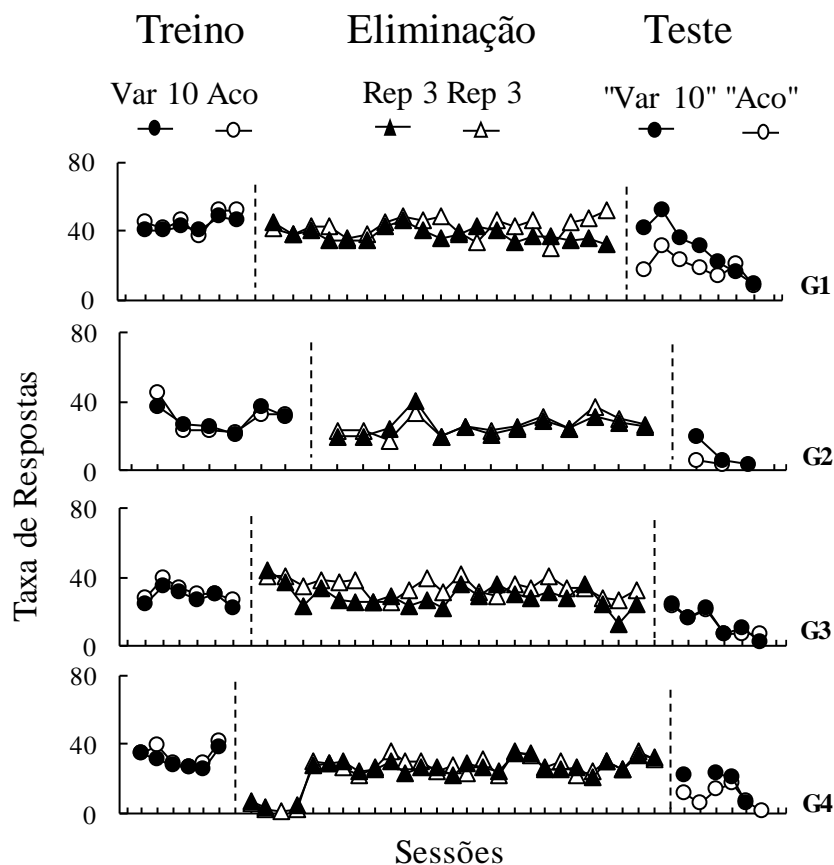 Treino Eliminação Teste
Var 10 Aco Rep 3 Rep 3 "Var 10" "Aco"
80
40
0
G1
80
40
0
G2
80
40
0
G3
80
40
0
G4
Taxa de Respostas
Sessões